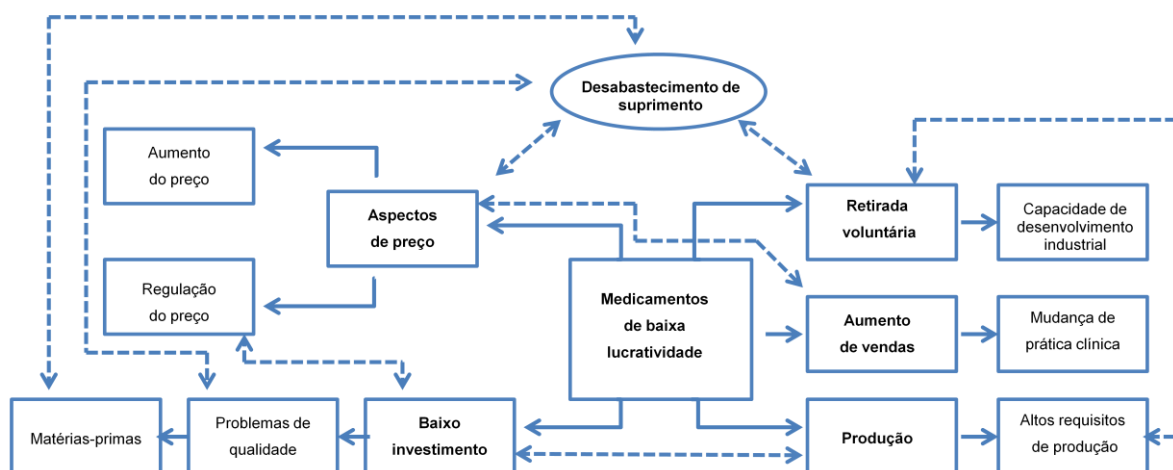 Desabastecimento de
suprimento
Aumento
do preço
Aspectos
de preço
Retirada
voluntária
Capacidade de
desenvolvimento
industrial
Regulação
do preço
Medicamentos
de baixa
lucratividade
Aumento
de vendas
Mudança de
prática clínica
Matérias-primas
Problemas de
qualidade
Baixo
investimento
Produção
Altos requisitos
de produção